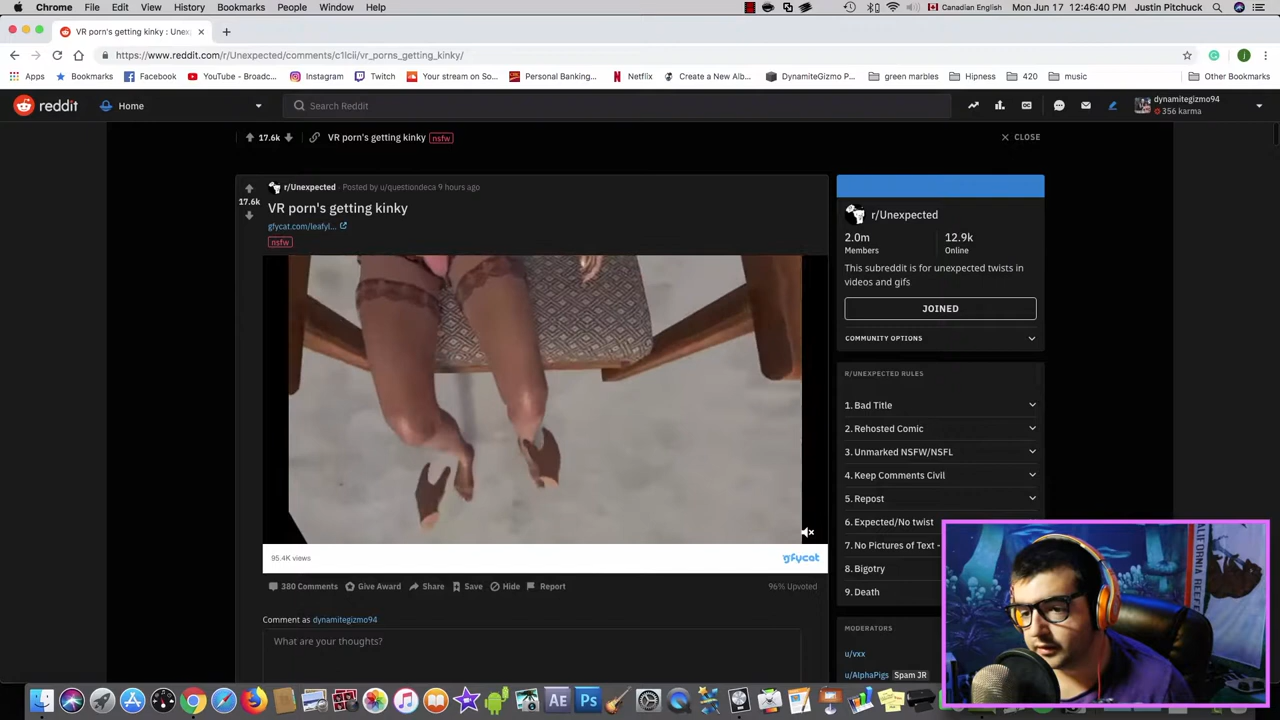 Chrome File Edit View History Bookmarks People Window Help Canadian English Mon Jun 17 12:46:40 PM Justin Pitchuck
VR porn's getting kinky : Unex
https://www.reddit.com/r/Unexpected/comments/c1lcii/vr_porns_getting_kinky/
Apps Bookmarks Facebook YouTube – Broadc... Instagram Twitch Your stream on So... Personal Banking... Netflix Create a New Alb... DynamiteGizmo P... green marbles Hipness 420 music Other Bookmarks
reddit Home Search Reddit dynamitegizmo94
356 karma
17.6k VR porn's getting kinky nsfw CLOSE
r/Unexpected · Posted by u/questiondeca 9 hours ago
17.6k
VR porn's getting kinky
gfycat.com/leafyl...
nsfw
95.4K views gfycat
380 Comments Give Award Share Save Hide Report 96% Upvoted
Comment as dynamitegizmo94
What are your thoughts?
r/Unexpected
2.0m 12.9k
Members Online
This subreddit is for unexpected twists in
videos and gifs
JOINED
COMMUNITY OPTIONS
R/UNEXPECTED RULES
1. Bad Title
2. Rehosted Comic
3. Unmarked NSFW/NSFL
4. Keep Comments Civil
5. Repost
6. Expected/No twist
7. No Pictures of Text -
8. Bigotry
9. Death
MODERATORS
u/vxx
u/AlphaPigs Spam JR